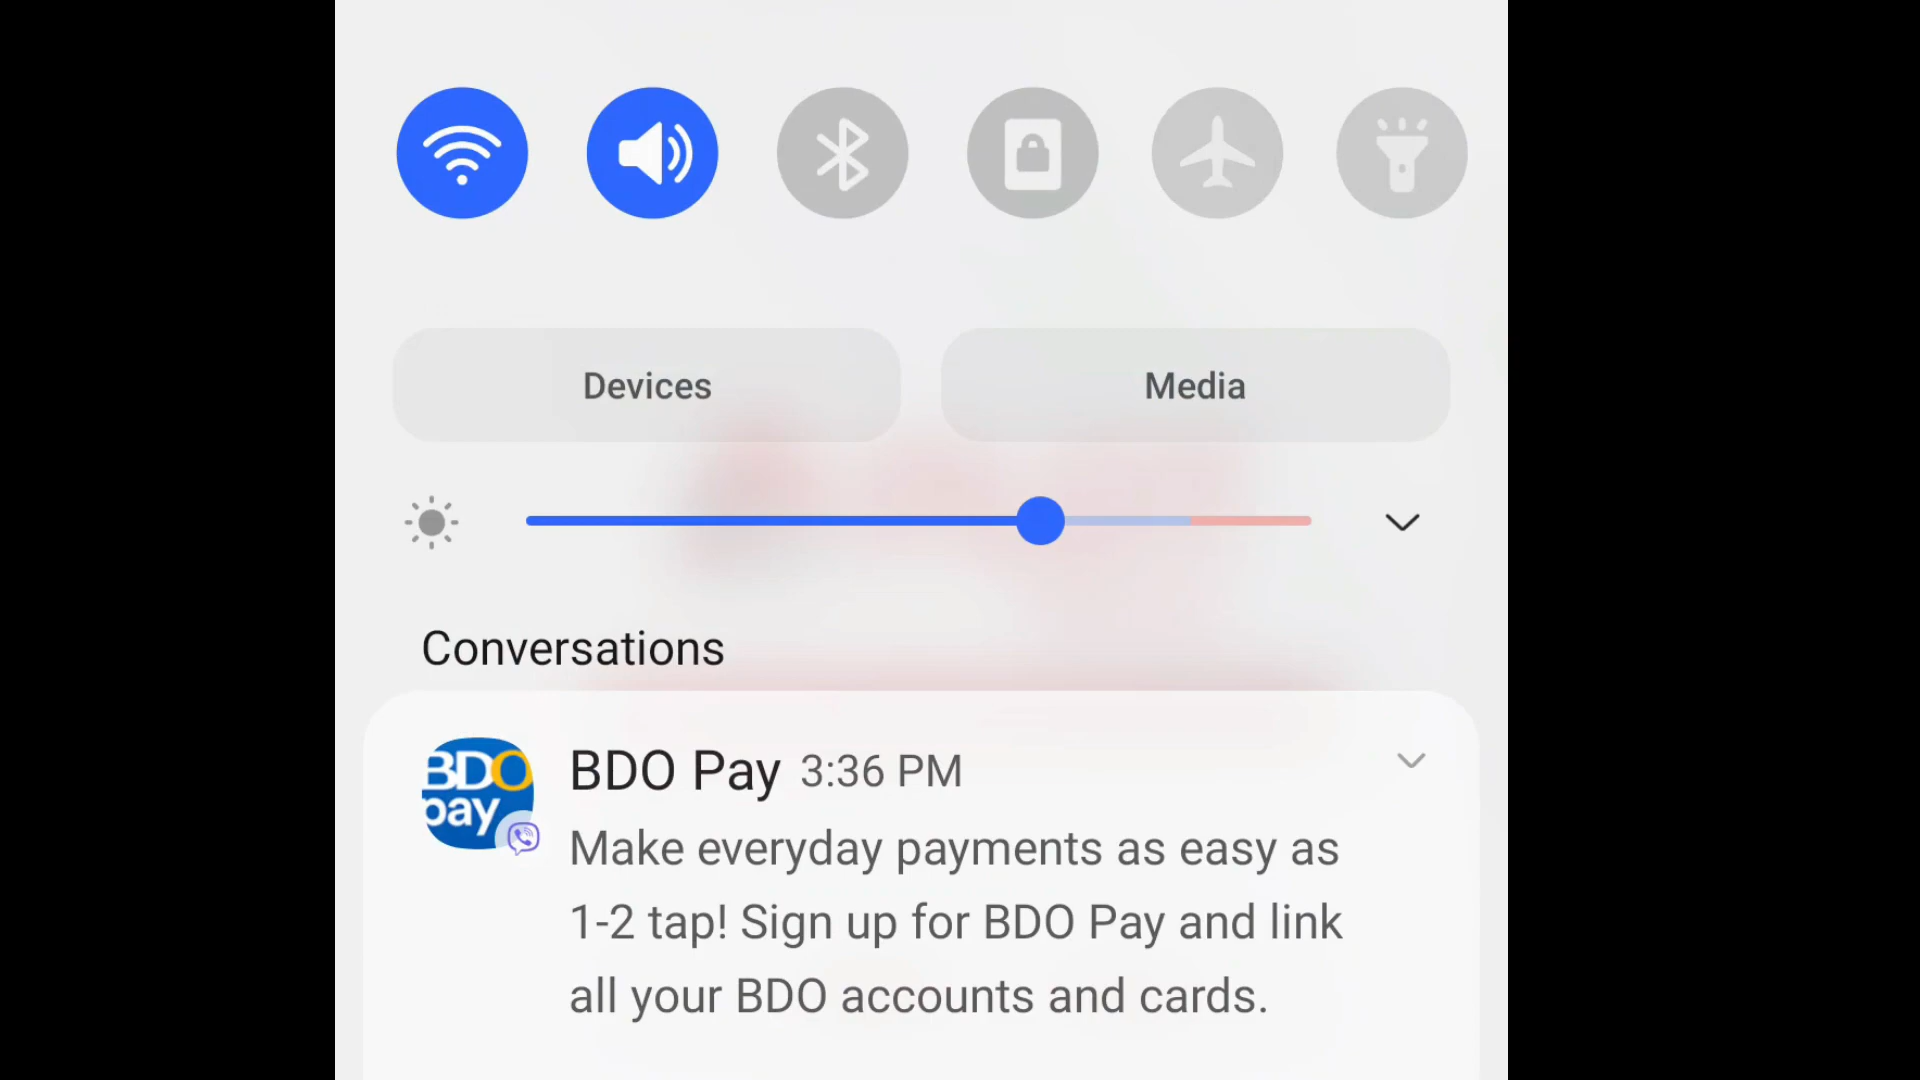 Devices
Media
Conversations
BDO pay
BDO Pay 3:36 PM
Make everyday payments as easy as
1-2 tap! Sign up for BDO Pay and link
all your BDO accounts and cards.